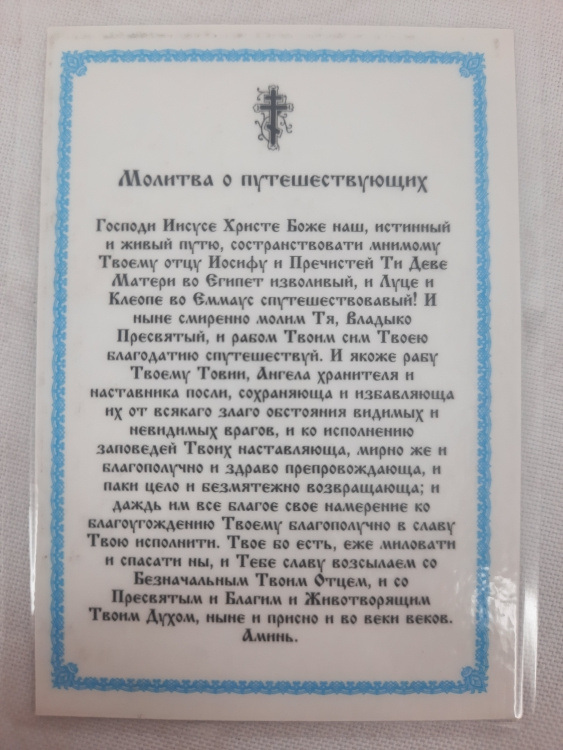 Молитва о путешествующих
Господи Иисусе Христе Боже наш, истинный
и живый путю, состранствовати мнимому
Твоему отцу Иосифу и Пречистей Ти Деве
Матери во Египет изволивый, и Луце и
Клеопе во Еммаус спутешествовавый! И
ныне смиренно молим Тя, Владыко
Пресвятый, и рабом Твоим сим Твоею
благодатию спутешествуй. И якоже рабу
Твоему Товии, Ангела хранителя и
наставника посли, сохраняюща и избавляюща
их от всякаго злаго обстояния видимых и
невидимых врагов, и ко исполнению
заповедей Твоих наставляюща, мирно же и
благополучно и здраво препровождающа, и
паки цело и безмятежно возвращающа; и
даждь им все благое свое намерение ко
благоугождению Твоему благополучно в славу
Твою исполнити. Твое бо есть, еже миловати
и спасати ны, и Тебе славу возсылаем со
Безначальным Твоим Отцем, и со
Пресвятым и Благим и Животворящим
Твоим Духом, ныне и присно и во веки веков.
Аминь.